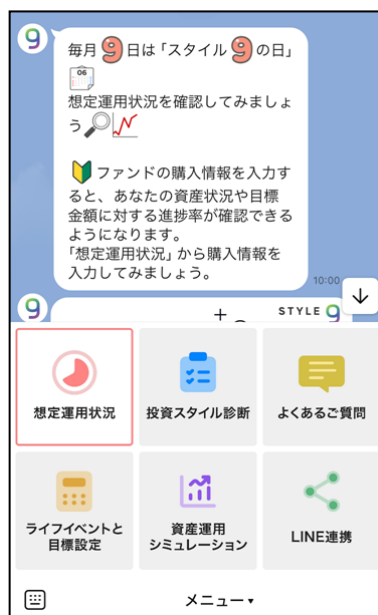 毎月9日は「スタイル9の日」
想定運用状況を確認してみましょ
う
ファンドの購入情報を入力す
ると、あなたの資産状況や目標
金額に対する進捗率が確認できる
ようになります。
「想定運用状況」から購入情報を
入力してみましょう。
10:00
STYLE 9
想定運用状況
投資スタイル診断
よくあるご質問
ライフイベントと
目標設定
資産運用
シミュレーション
LINE連携
メニュー▾